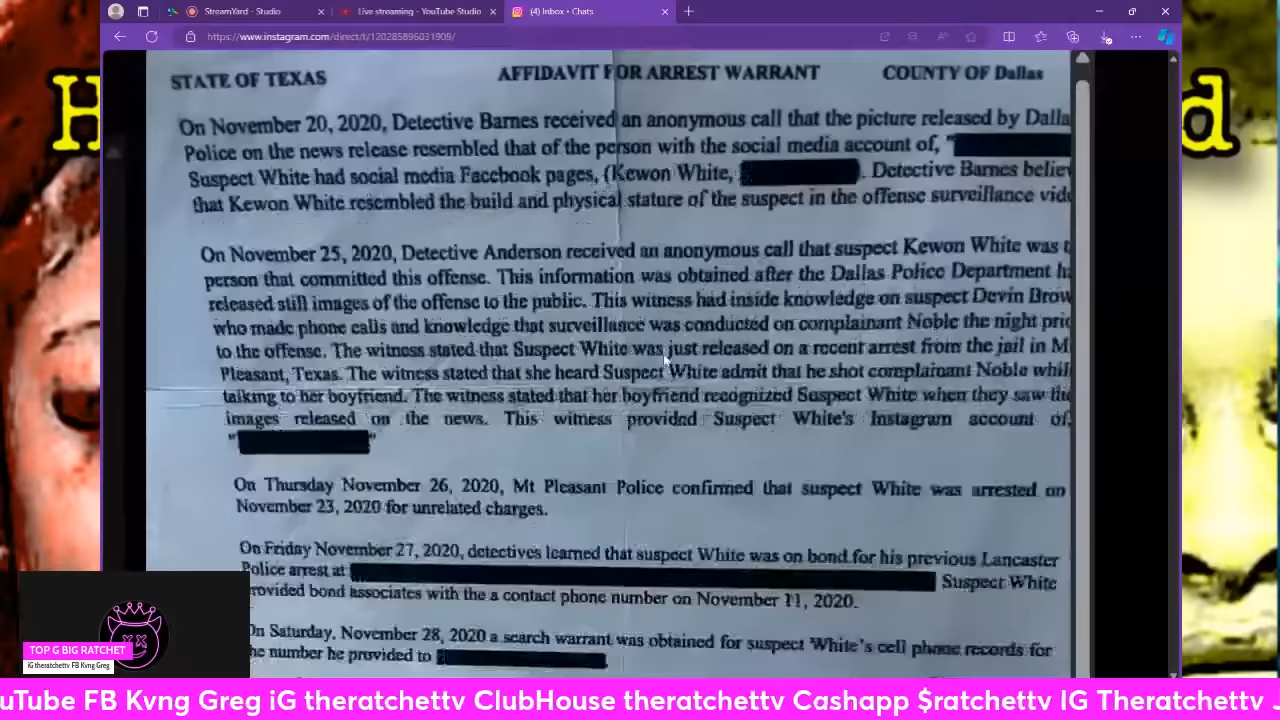 StreamYard - Studio
Live streaming - YouTube Studio
(4) Inbox • Chats
https://www.instagram.com/direct/t/120285896031909/
H
d
STATE OF TEXAS AFFIDAVIT FOR ARREST WARRANT COUNTY OF Dallas
On November 20, 2020, Detective Barnes received an anonymous call that the picture released by Dalla
Police on the news release resembled that of the person with the social media account of, "
Suspect White had social media Facebook pages, (Kewon White, ). Detective Barnes believ
that Kewon White resembled the build and physical stature of the suspect in the offense surveillance vide
On November 25, 2020, Detective Anderson received an anonymous call that suspect Kewon White was t
person that committed this offense. This information was obtained after the Dallas Police Department ha
released still images of the offense to the public. This witness had inside knowledge on suspect Devin Brow
who made phone calls and knowledge that surveillance was conducted on complainant Noble the night prio
to the offense. The witness stated that Suspect White was just released on a recent arrest from the jail in M
Pleasant, Texas. The witness stated that she heard Suspect White admit that he shot complainant Noble whil
talking to her boyfriend. The witness stated that her boyfriend recognized Suspect White when they saw the
images released on the news. This witness provided Suspect White's Instagram account of,
" "
On Thursday November 26, 2020, Mt Pleasant Police confirmed that suspect White was arrested on
November 23, 2020 for unrelated charges.
On Friday November 27, 2020, detectives learned that suspect White was on bond for his previous Lancaster
Police arrest at Suspect White
rovided bond associates with the a contact phone number on November 11, 2020.
On Saturday, November 28, 2020 a search warrant was obtained for suspect White's cell phone records for
he number he provided to .
TOP G BIG RATCHET
iG theratchettv FB Kvng Greg
uTube FB Kvng Greg iG theratchettv ClubHouse theratchettv Cashapp $ratchettv IG Theratchettv J